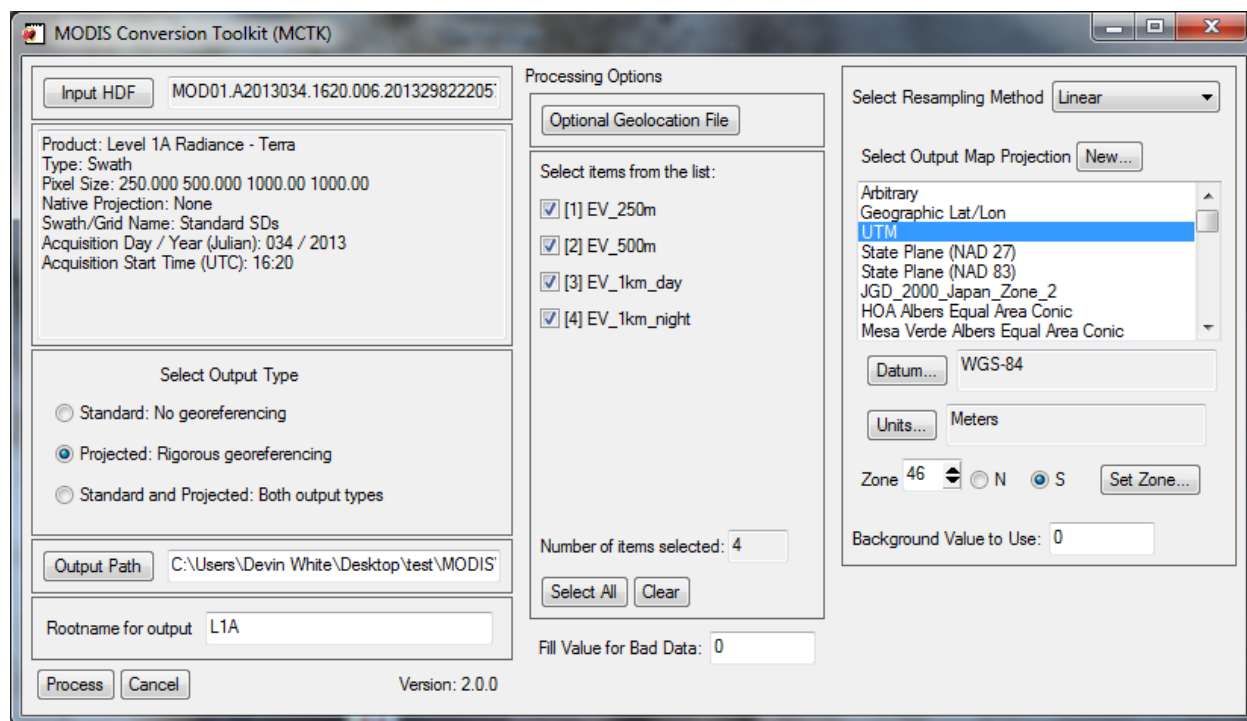 MODIS Conversion Toolkit (MCTK)
Input HDF
MOD01.A2013034.1620.006.2013298222057
Product: Level 1A Radiance - Terra
Type: Swath
Pixel Size: 250.000 500.000 1000.00 1000.00
Native Projection: None
Swath/Grid Name: Standard SDs
Acquisition Day / Year (Julian): 034 / 2013
Acquisition Start Time (UTC): 16:20
Select Output Type
Standard: No georeferencing
Projected: Rigorous georeferencing
Standard and Projected: Both output types
Output Path
C:\Users\Devin White\Desktop\test\MODIS\
Rootname for output
L1A
Process
Cancel
Version: 2.0.0
Processing Options
Optional Geolocation File
Select items from the list:
[1] EV_250m
[2] EV_500m
[3] EV_1km_day
[4] EV_1km_night
Number of items selected: 4
Select All
Clear
Fill Value for Bad Data: 0
Select Resampling Method Linear
Select Output Map Projection New...
Arbitrary
Geographic Lat/Lon
UTM
State Plane (NAD 27)
State Plane (NAD 83)
JGD_2000_Japan_Zone_2
HOA Albers Equal Area Conic
Mesa Verde Albers Equal Area Conic
Datum... WGS-84
Units... Meters
Zone 46 N S Set Zone...
Background Value to Use: 0